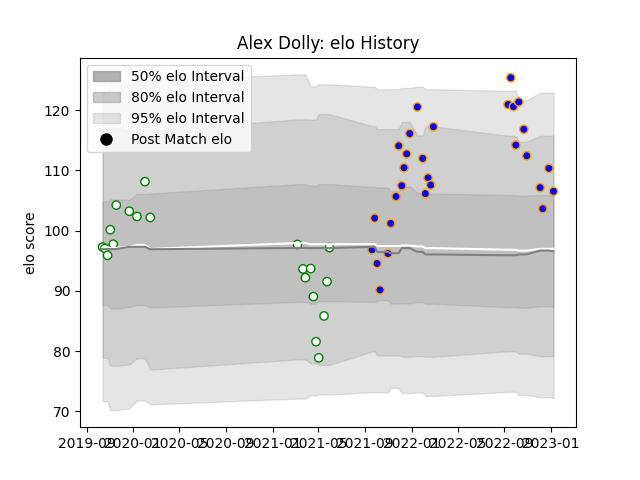 Alex Dolly: elo History
50% elo Interval
80% elo Interval
95% elo Interval
Post Match elo
elo score
120
110
100
90
80
70
2019-09 2020-01 2020-05 2020-09 2021-01 2021-05 2021-09 2022-01 2022-05 2022-09 2023-01